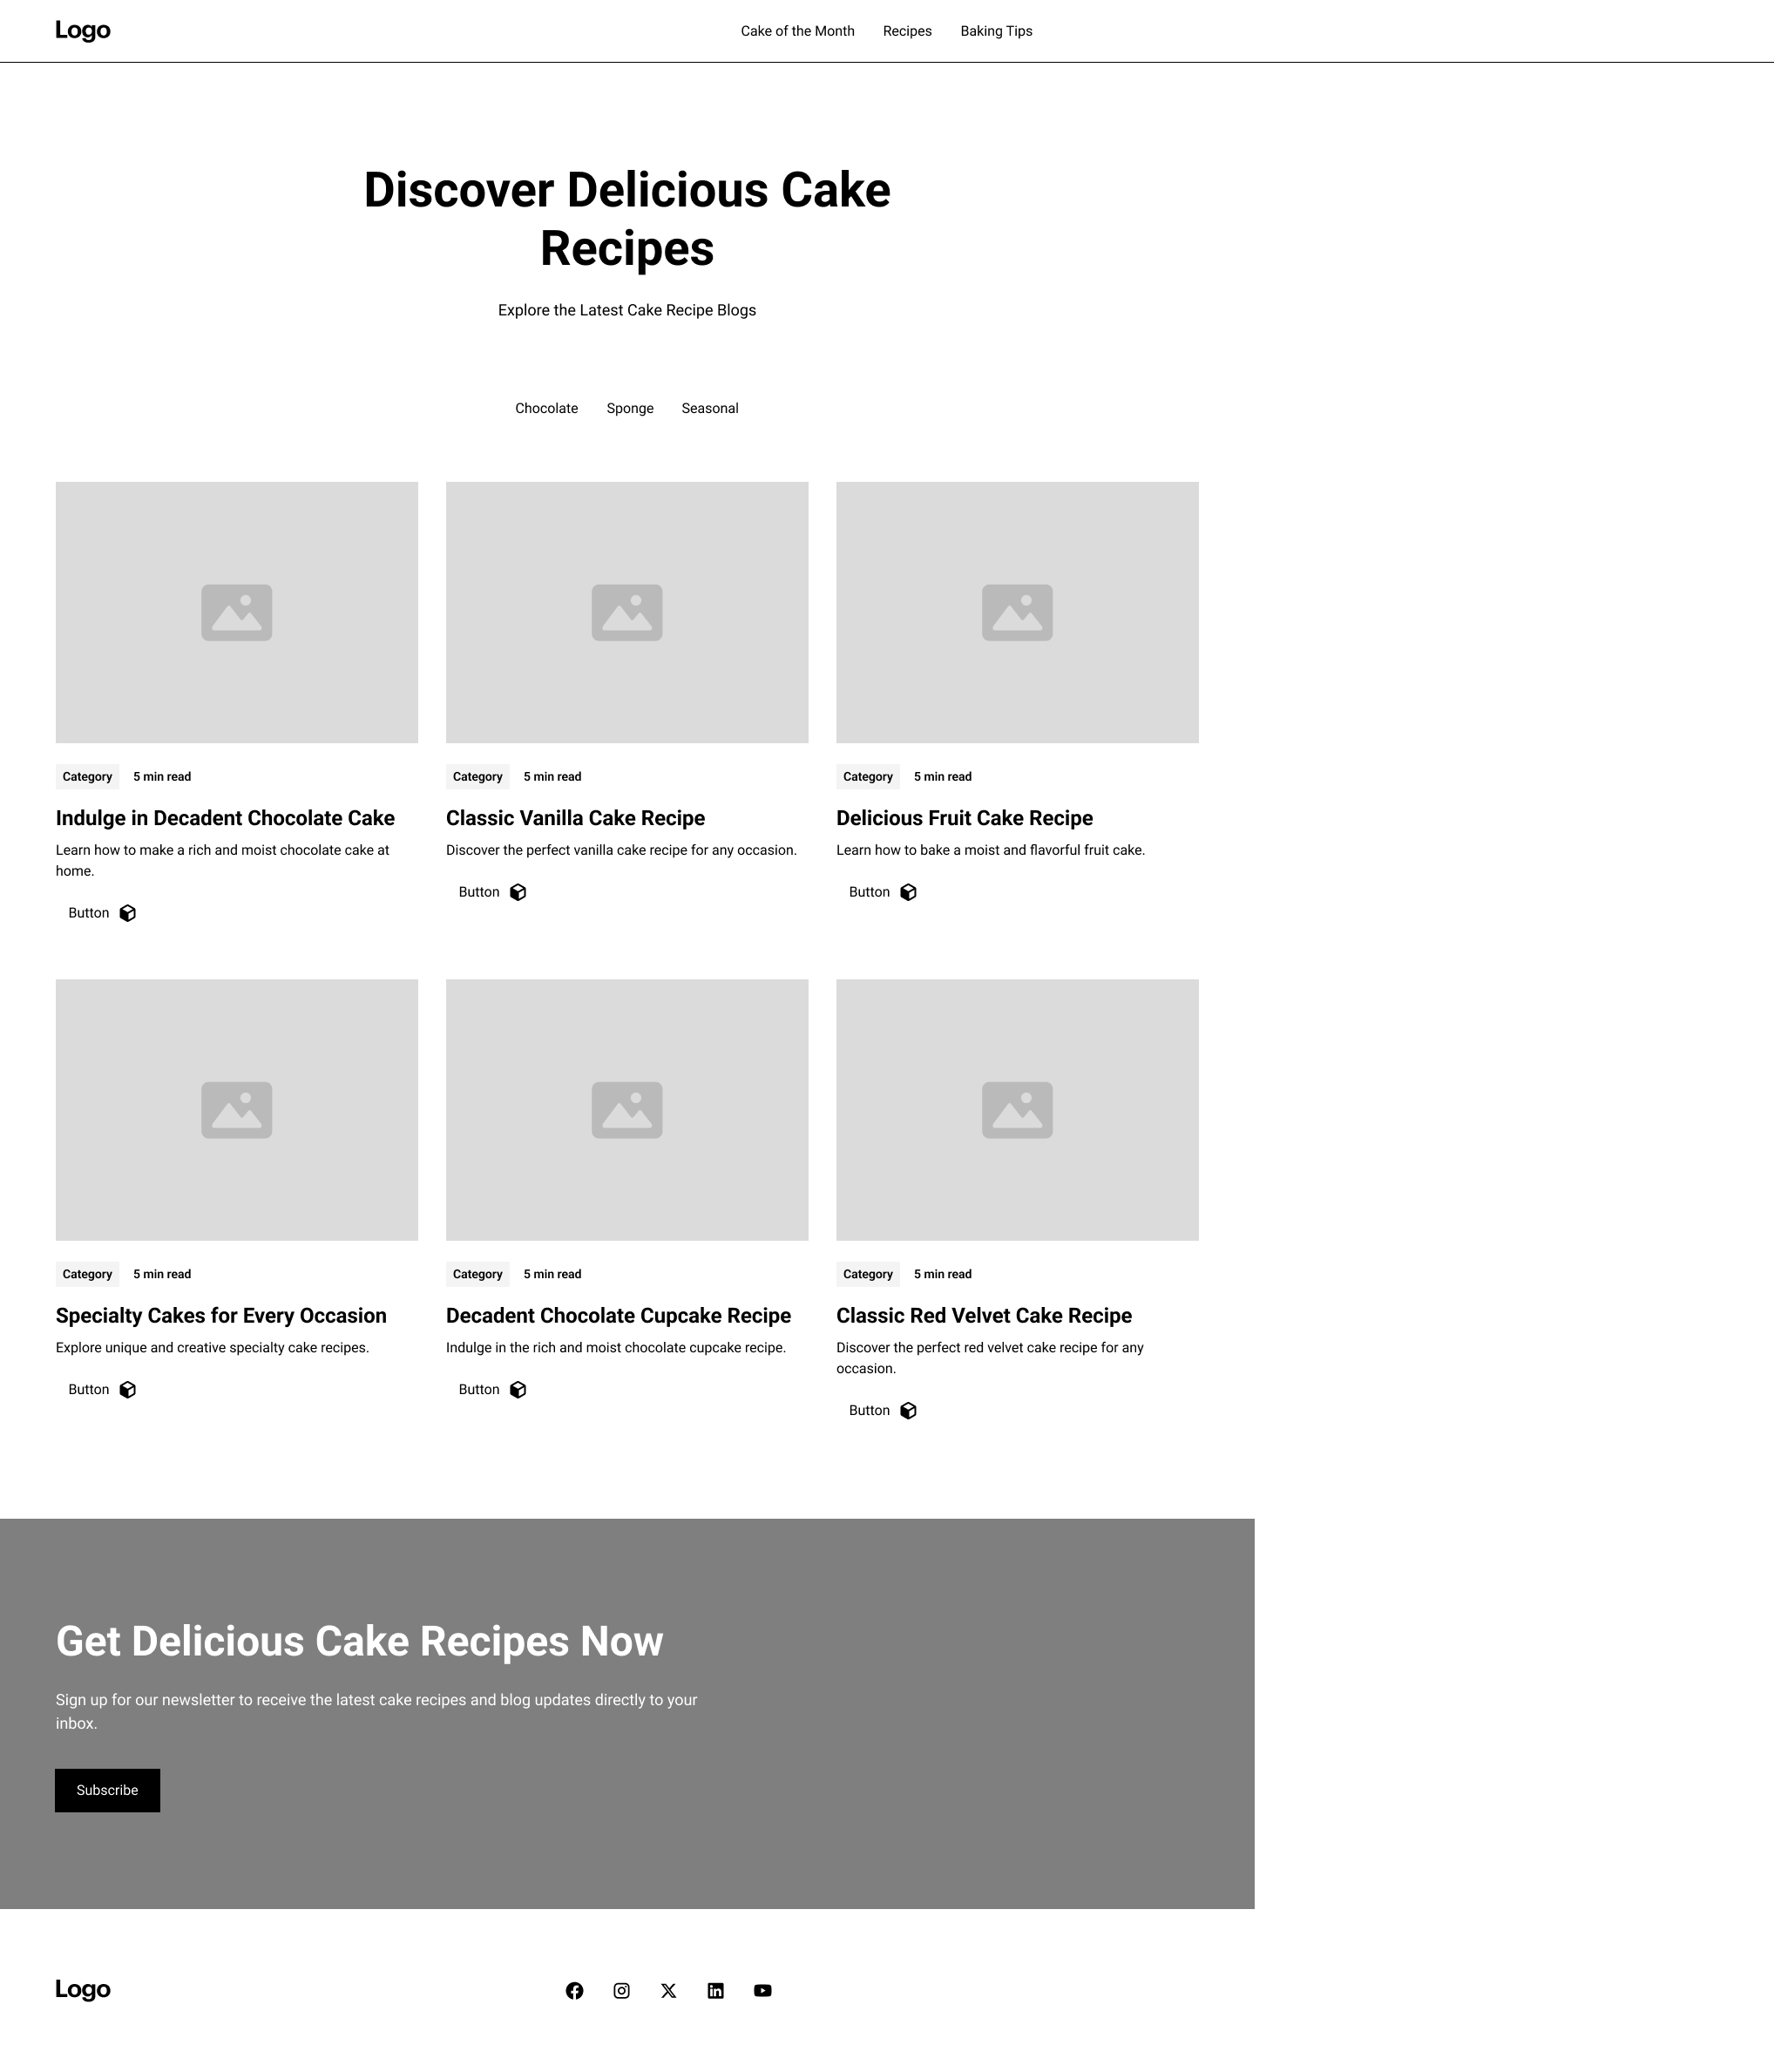 Logo
Cake of the Month Recipes Baking Tips
Discover Delicious Cake
Recipes
Explore the Latest Cake Recipe Blogs
Chocolate Sponge Seasonal
Category 5 min read
Indulge in Decadent Chocolate Cake
Learn how to make a rich and moist chocolate cake at
home.
Button
Category 5 min read
Classic Vanilla Cake Recipe
Discover the perfect vanilla cake recipe for any occasion.
Button
Category 5 min read
Delicious Fruit Cake Recipe
Learn how to bake a moist and flavorful fruit cake.
Button
Category 5 min read
Specialty Cakes for Every Occasion
Explore unique and creative specialty cake recipes.
Button
Category 5 min read
Decadent Chocolate Cupcake Recipe
Indulge in the rich and moist chocolate cupcake recipe.
Button
Category 5 min read
Classic Red Velvet Cake Recipe
Discover the perfect red velvet cake recipe for any
occasion.
Button
Get Delicious Cake Recipes Now
Sign up for our newsletter to receive the latest cake recipes and blog updates directly to your
inbox.
Subscribe
Logo